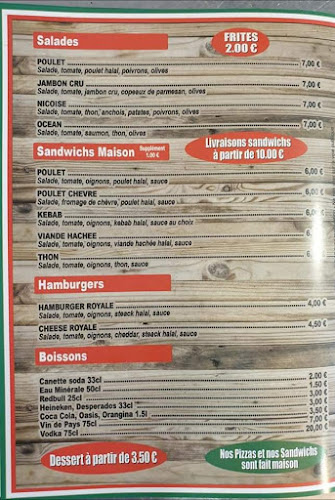 Salades
FRITES
2.00 €
POULET 7,00 €
Salade, tomate, poulet halal, poivrons, olives
JAMBON CRU 7,00 €
Salade, tomate, jambon cru, copeaux de parmesan, olives
NICOISE 7,00 €
Salade, tomate, thon, anchois, patates, poivrons, olives
OCEAN 7,00 €
Salade, tomate, saumon, thon, olives
Sandwichs Maison
Supplément
1.00 €
Livraisons sandwichs
à partir de 10.00 €
POULET 6,00 €
Salade, tomate, oignons, poulet halal, sauce
POULET CHEVRE 6,00 €
Salade, fromage de chèvre, poulet halal, sauce
KEBAB 6,00 €
Salade, tomate, oignons, kebab halal, sauce au choix
VIANDE HACHEE
Salade, tomate, oignons, viande hachée halal, sauce
THON
Salade, tomate, oignons, thon, sauce
Hamburgers
HAMBURGER ROYALE 4,00 €
Salade, tomate, oignons, steack halal, sauce
CHEESE ROYALE 4,50 €
Salade, tomate, oignons, cheddar, steack halal, sauce
Boissons
Canette soda 33cl 2.00 €
Eau Minérale 50cl 1.50 €
Redbull 25cl 3,00 €
Heineken, Desperados 33cl 3,00 €
Coca Cola, Oasis, Orangina 1.5l 3,50 €
Vin de Pays 75cl 7,00 €
Vodka 75cl 20,00 €
Dessert à partir de 3.50 €
Nos Pizzas et nos Sandwichs
sont fait maison